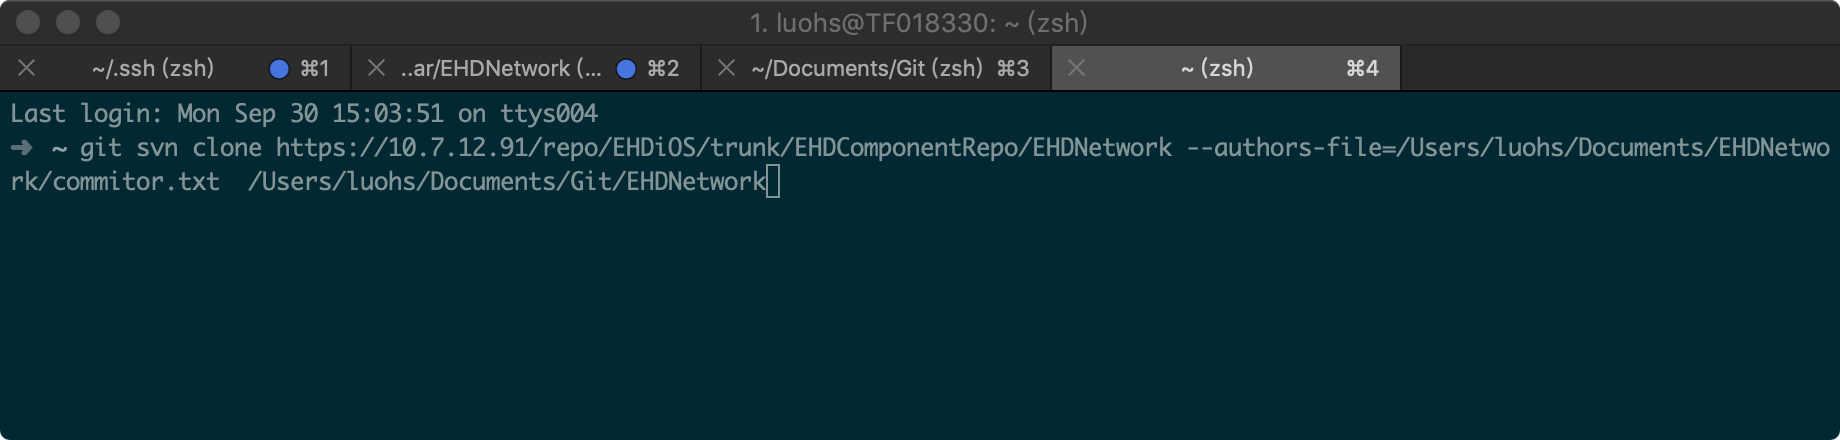 1. luohs@TF018330: ~ (zsh)
~/.ssh (zsh) ⌘1 ..ar/EHDNetwork (... ⌘2 ~/Documents/Git (zsh) ⌘3 ~ (zsh) ⌘4
Last login: Mon Sep 30 15:03:51 on ttys004
➜ ~ git svn clone https://10.7.12.91/repo/EHDiOS/trunk/EHDComponentRepo/EHDNetwork --authors-file=/Users/luohs/Documents/EHDNetwo
rk/commitor.txt  /Users/luohs/Documents/Git/EHDNetwork